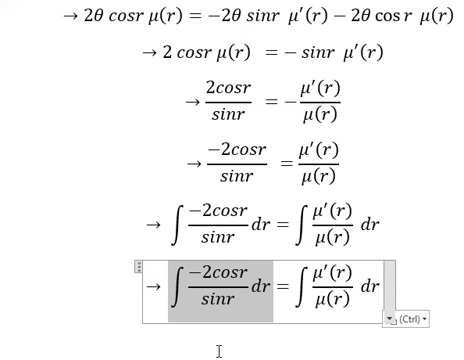 → 2θ cosr μ(r) = −2θ sinr μ′(r) − 2θ cos r μ(r)
→ 2 cosr μ(r) = − sinr μ′(r)
→ 2cosr/sinr = − μ′(r)/μ(r)
→ −2cosr/sinr = μ′(r)/μ(r)
→ ∫ −2cosr/sinr dr = ∫ μ′(r)/μ(r) dr
→ ∫ −2cosr/sinr dr = ∫ μ′(r)/μ(r) dr
(Ctrl)